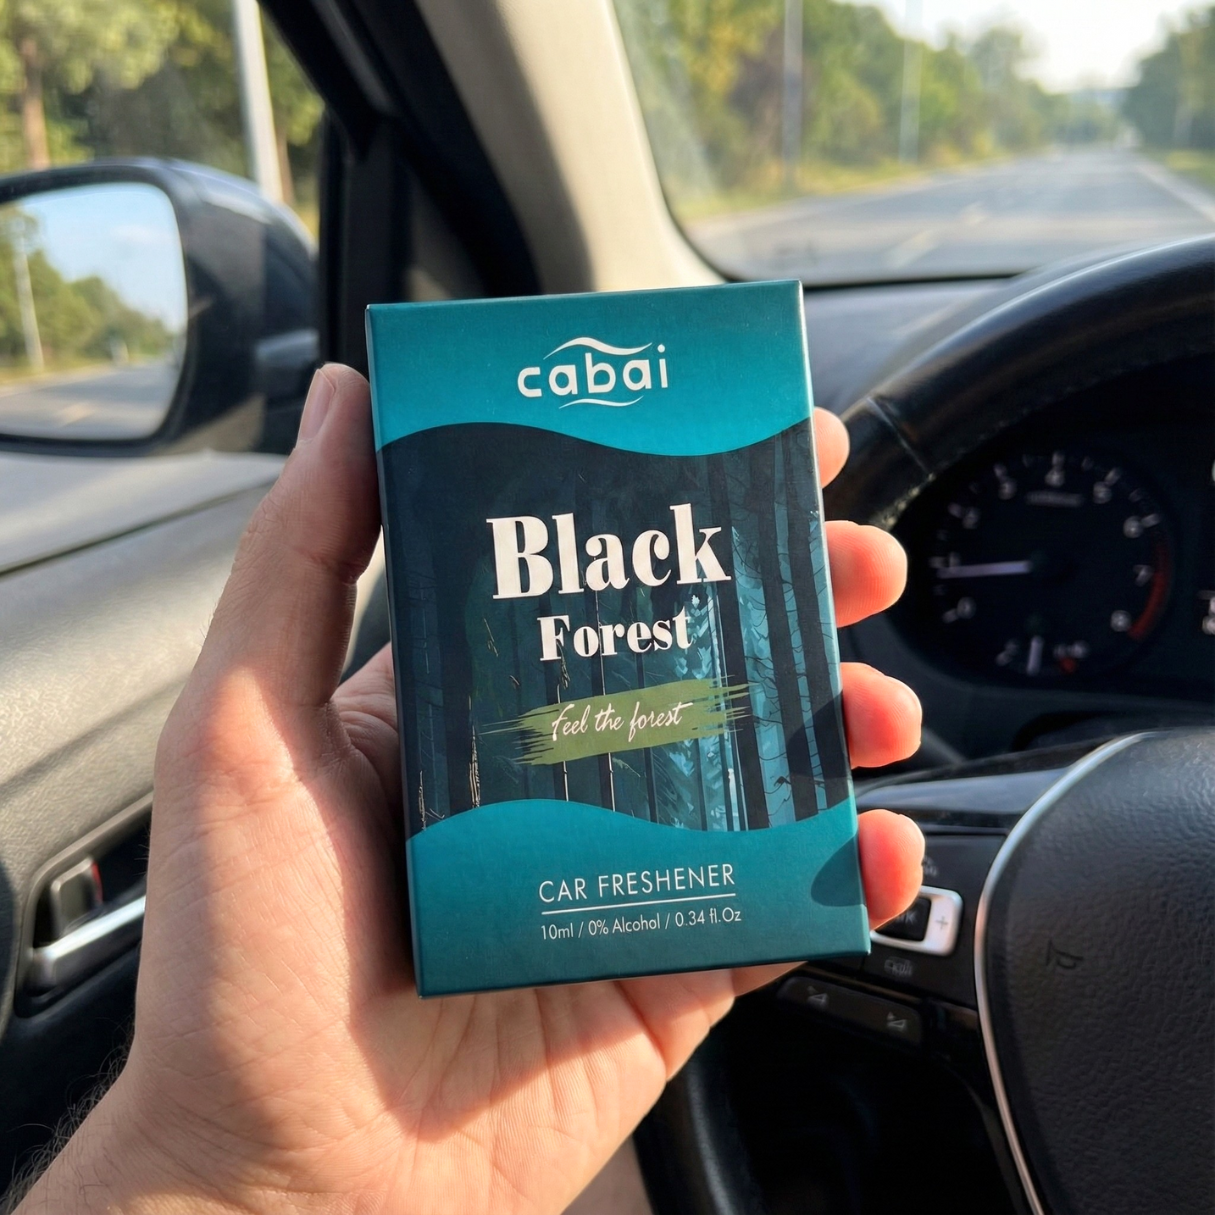 cabai
Black
Forest
feel the forest
CAR FRESHENER
10ml / 0% Alcohol / 0.34 fl.Oz